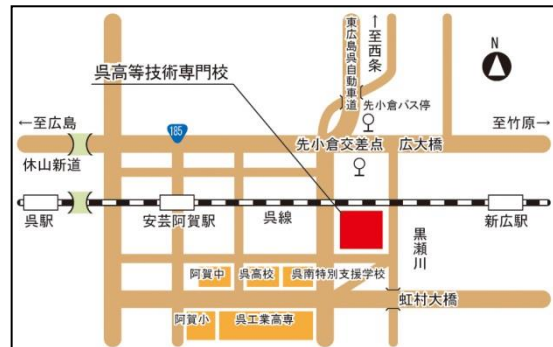 東広島呉自動車道
↑至西条
N
呉高等技術専門校
先小倉バス停
←至広島
185
至竹原→
先小倉交差点
広大橋
休山新道
呉駅
安芸阿賀駅
呉線
新広駅
黒瀬川
阿賀中
呉高校
呉南特別支援学校
虹村大橋
阿賀小
呉工業高専